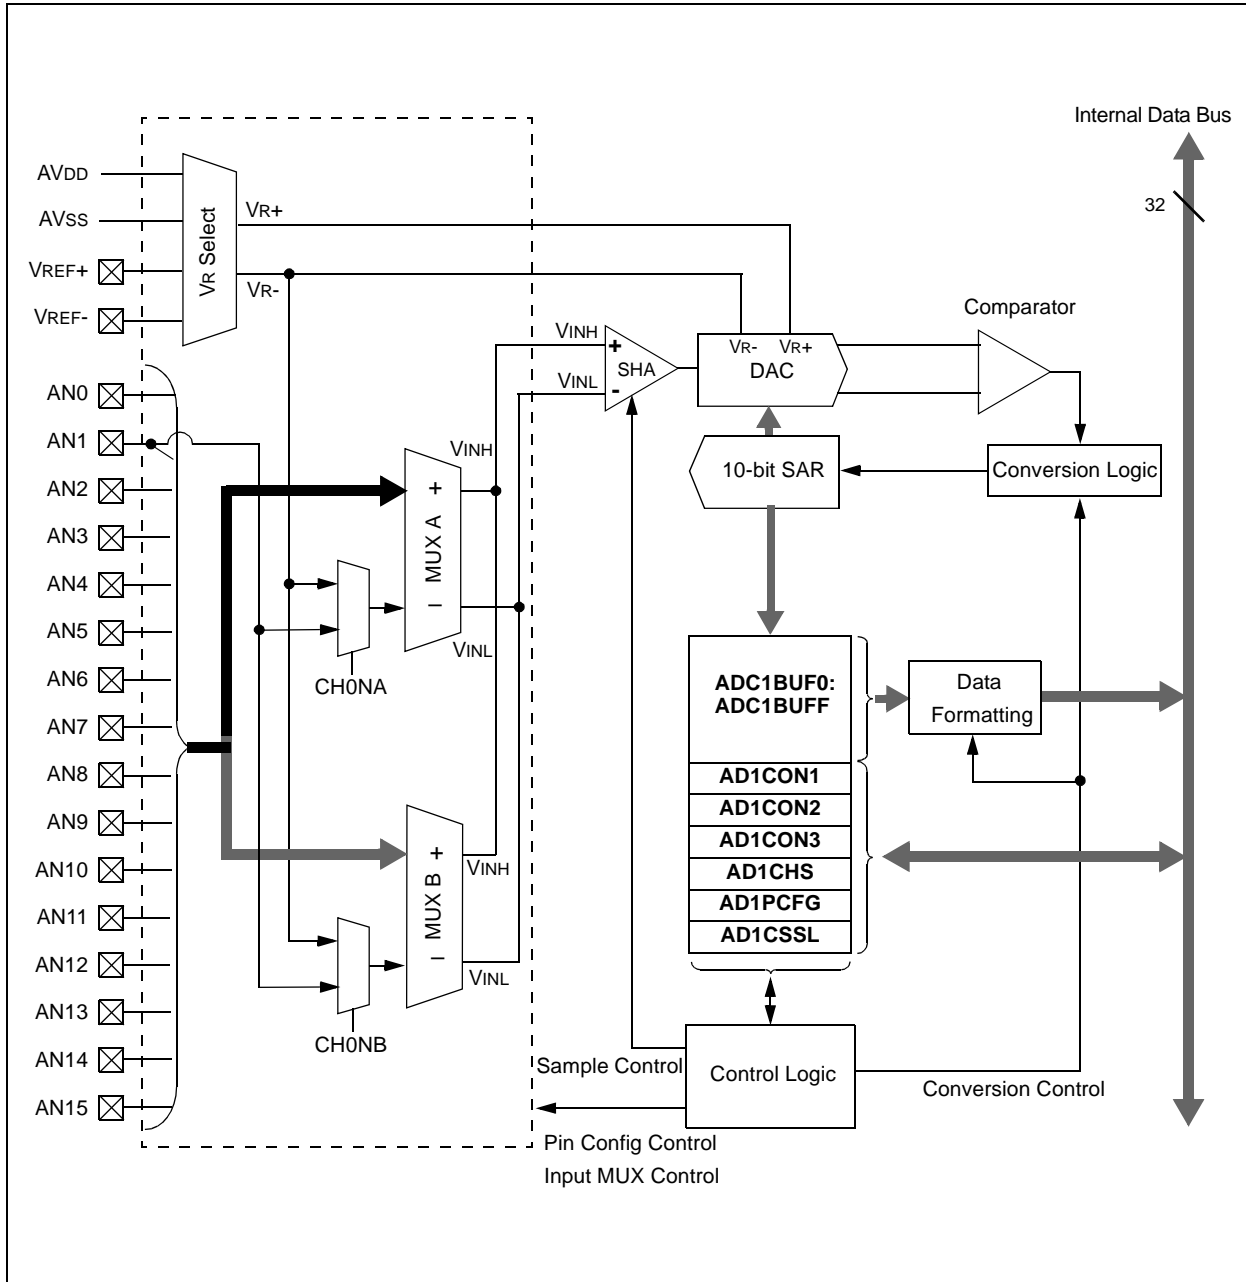 Internal Data Bus
32
AVDD
AVSS
VREF+
VREF-
VR Select
VR+
VR-
AN0
AN1
AN2
AN3
AN4
AN5
AN6
AN7
AN8
AN9
AN10
AN11
AN12
AN13
AN14
AN15
MUX A
+
–
VINH
VINL
CH0NA
MUX B
+
–
VINH
VINL
CH0NB
VINH
VINL
+
-
SHA
VR- VR+
DAC
Comparator
10-bit SAR
Conversion Logic
ADC1BUF0:
ADC1BUFF
AD1CON1
AD1CON2
AD1CON3
AD1CHS
AD1PCFG
AD1CSSL
Data
Formatting
Sample Control
Control Logic
Conversion Control
Pin Config Control
Input MUX Control